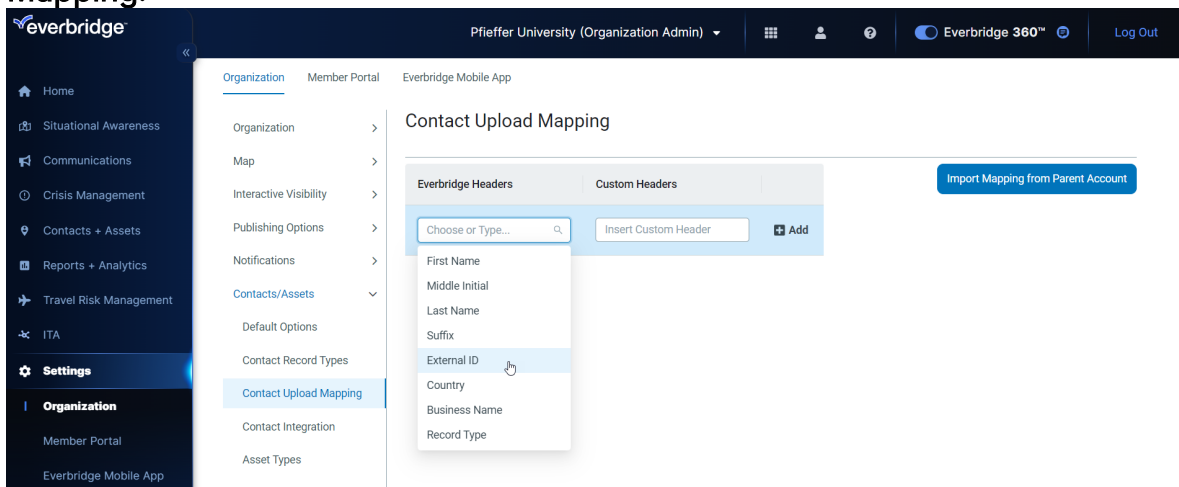 Mapping.
everbridge
Pfieffer University (Organization Admin)
Everbridge 360™
Log Out
«
Home
Situational Awareness
Communications
Crisis Management
Contacts + Assets
Reports + Analytics
Travel Risk Management
ITA
Settings
Organization
Member Portal
Everbridge Mobile App
Organization Member Portal Everbridge Mobile App
Organization
Map
Interactive Visibility
Publishing Options
Notifications
Contacts/Assets
Default Options
Contact Record Types
Contact Upload Mapping
Contact Integration
Asset Types
Contact Upload Mapping
Everbridge Headers Custom Headers
Import Mapping from Parent Account
Choose or Type... Insert Custom Header Add
First Name
Middle Initial
Last Name
Suffix
External ID
Country
Business Name
Record Type